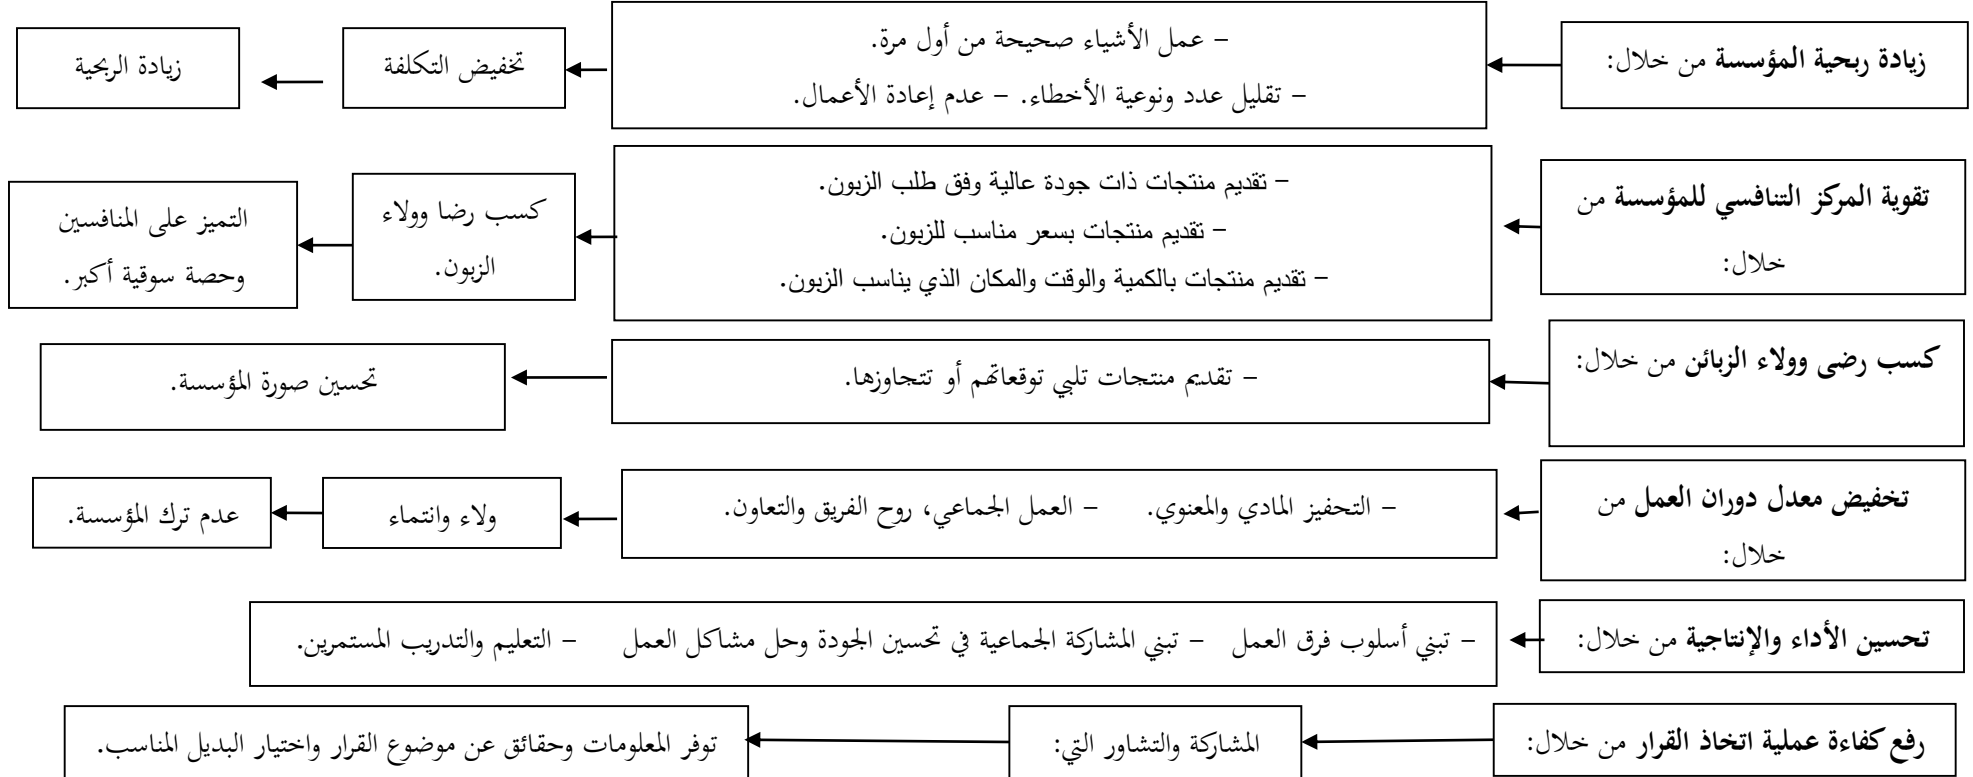 زيادة ربحية المؤسسة من خلال:
– عمل الأشياء صحيحة من أول مرة.
– تقليل عدد ونوعية الأخطاء. – عدم إعادة الأعمال.
تخفيض التكلفة
زيادة الربحية
تقوية المركز التنافسي للمؤسسة من
خلال:
– تقديم منتجات ذات جودة عالية وفق طلب الزبون.
– تقديم منتجات بسعر مناسب للزبون.
– تقديم منتجات بالكمية والوقت والمكان الذي يناسب الزبون.
كسب رضا وولاء
الزبون.
التميز على المنافسين
وحصة سوقية أكبر.
كسب رضى وولاء الزبائن من خلال:
– تقديم منتجات تلبي توقعاتهم أو تتجاوزها.
تحسين صورة المؤسسة.
تخفيض معدل دوران العمل من
خلال:
– التحفيز المادي والمعنوي. – العمل الجماعي، روح الفريق والتعاون.
ولاء وانتماء
عدم ترك المؤسسة.
تحسين الأداء والإنتاجية من خلال:
– تبني أسلوب فرق العمل – تبني المشاركة الجماعية في تحسين الجودة وحل مشاكل العمل – التعليم والتدريب المستمرين.
رفع كفاءة عملية اتخاذ القرار من خلال:
المشاركة والتشاور التي:
توفر المعلومات وحقائق عن موضوع القرار واختيار البديل المناسب.